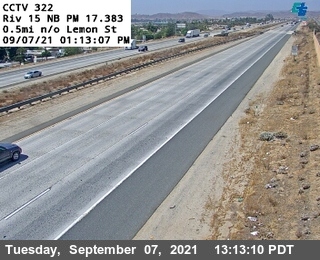 CCTV 322
Riv 15 NB PM 17.383
0.5mi n/o Lemon St
09/07/21 01:13:07 PM
Tuesday, September 07, 2021 13:13:10 PDT